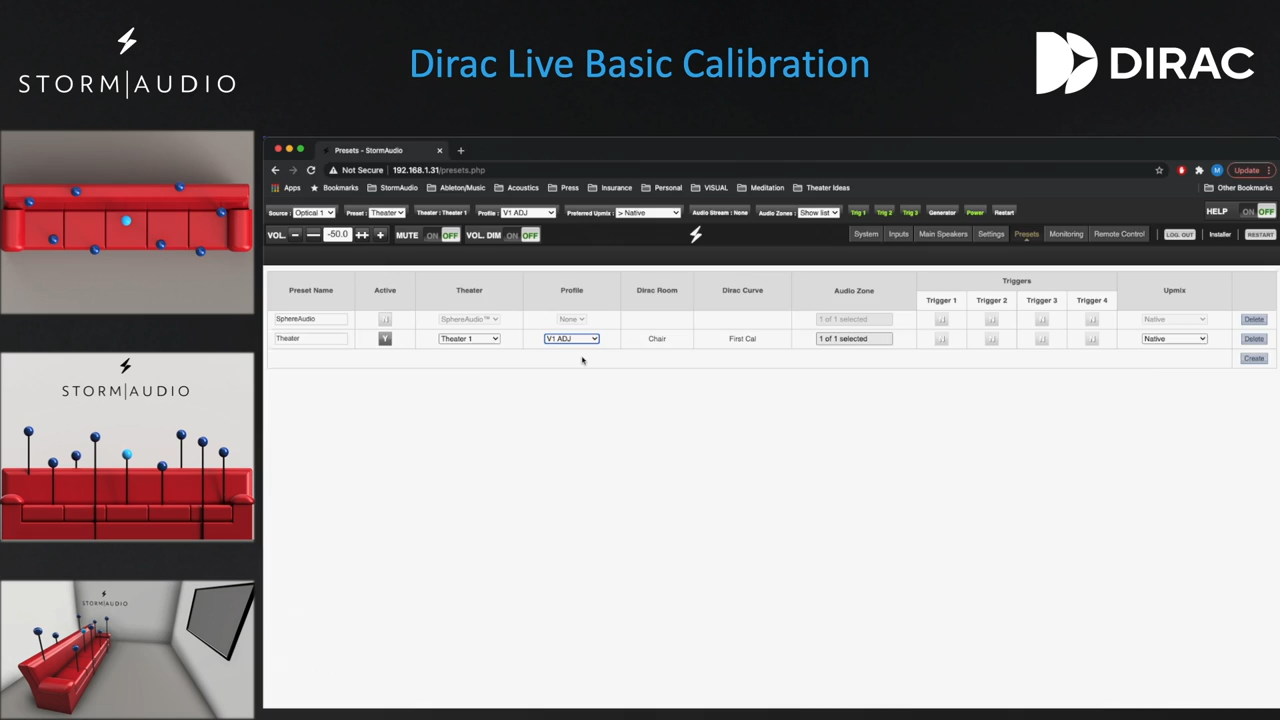 STORM|AUDIO
Dirac Live Basic Calibration
DIRAC
Presets - StormAudio
Not Secure | 192.168.1.31/presets.php
Update
Apps Bookmarks StormAudio Ableton/Music Acoustics Press Insurance Personal VISUAL Meditation Theater Ideas Other Bookmarks
Source : Optical 1 Preset : Theater Theater : Theater 1 Profile : V1 ADJ Preferred Upmix : > Native Audio Stream : None Audio Zones : Show list Trig 1 Trig 2 Trig 3 Generator Power Restart HELP ON OFF
VOL. -50.0 MUTE ON OFF VOL. DIM ON OFF System Inputs Main Speakers Settings Presets Monitoring Remote Control LOG OUT Installer RESTART
Preset Name Active Theater Profile Dirac Room Dirac Curve Audio Zone Triggers Upmix
Trigger 1 Trigger 2 Trigger 3 Trigger 4
SphereAudio N SphereAudio™ None 1 of 1 selected N N N N Native Delete
Theater Y Theater 1 V1 ADJ Chair First Cal 1 of 1 selected N N N N Native Delete
Create
STORM|AUDIO
STORM|AUDIO